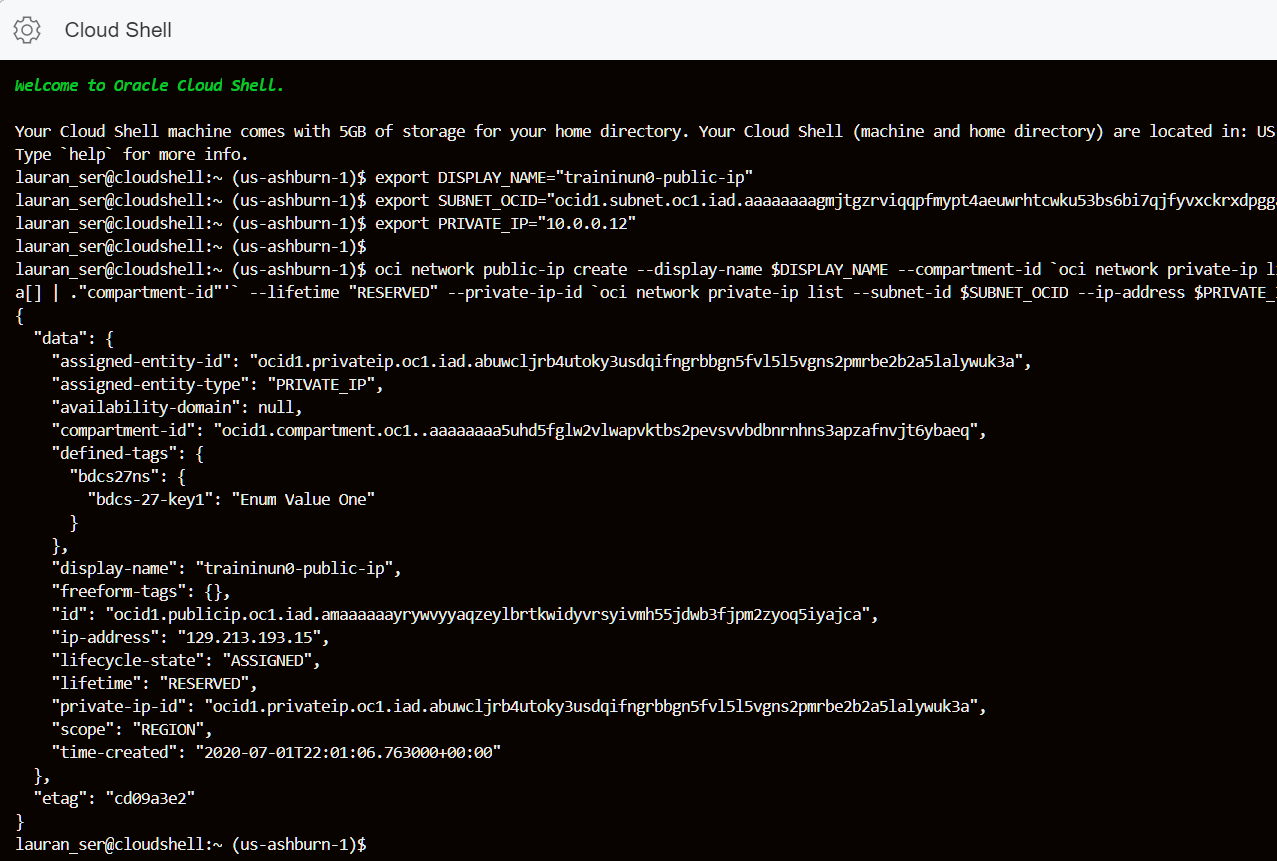 Cloud Shell
Welcome to Oracle Cloud Shell.
Your Cloud Shell machine comes with 5GB of storage for your home directory. Your Cloud Shell (machine and home directory) are located in: US
Type `help` for more info.
lauran_ser@cloudshell:~ (us-ashburn-1)$ export DISPLAY_NAME="traininun0-public-ip"
lauran_ser@cloudshell:~ (us-ashburn-1)$ export SUBNET_OCID="ocid1.subnet.oc1.iad.aaaaaaaagmjtgzrviqqpfmypt4aeuwrhtcwku53bs6bi7qjfyvxckrxdpgg
lauran_ser@cloudshell:~ (us-ashburn-1)$ export PRIVATE_IP="10.0.0.12"
lauran_ser@cloudshell:~ (us-ashburn-1)$
lauran_ser@cloudshell:~ (us-ashburn-1)$ oci network public-ip create --display-name $DISPLAY_NAME --compartment-id `oci network private-ip li
a[] | ."compartment-id"'` --lifetime "RESERVED" --private-ip-id `oci network private-ip list --subnet-id $SUBNET_OCID --ip-address $PRIVATE_
{
  "data": {
    "assigned-entity-id": "ocid1.privateip.oc1.iad.abuwcljrb4utoky3usdqifngrbbgn5fvl5l5vgns2pmrbe2b2a5lalywuk3a",
    "assigned-entity-type": "PRIVATE_IP",
    "availability-domain": null,
    "compartment-id": "ocid1.compartment.oc1..aaaaaaaa5uhd5fglw2vlwapvktbs2pevsvvbdbnrnhns3apzafnvjt6ybaeq",
    "defined-tags": {
      "bdcs27ns": {
        "bdcs-27-key1": "Enum Value One"
      }
    },
    "display-name": "traininun0-public-ip",
    "freeform-tags": {},
    "id": "ocid1.publicip.oc1.iad.amaaaaaayrywvyyaqzeylbrtkwidyvrsyivmh55jdwb3fjpm2zyoq5iyajca",
    "ip-address": "129.213.193.15",
    "lifecycle-state": "ASSIGNED",
    "lifetime": "RESERVED",
    "private-ip-id": "ocid1.privateip.oc1.iad.abuwcljrb4utoky3usdqifngrbbgn5fvl5l5vgns2pmrbe2b2a5lalywuk3a",
    "scope": "REGION",
    "time-created": "2020-07-01T22:01:06.763000+00:00"
  },
  "etag": "cd09a3e2"
}
lauran_ser@cloudshell:~ (us-ashburn-1)$